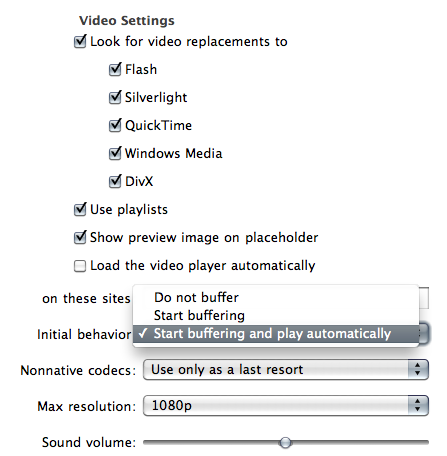 Video Settings
Look for video replacements to
Flash
Silverlight
QuickTime
Windows Media
DivX
Use playlists
Show preview image on placeholder
Load the video player automatically
on these sites
Do not buffer
Start buffering
Initial behavior ✓ Start buffering and play automatically
Nonnative codecs: Use only as a last resort
Max resolution: 1080p
Sound volume: